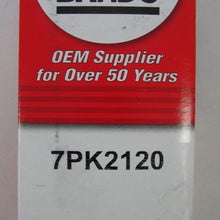 OEM Supplier
for Over 50 Years
7PK2120